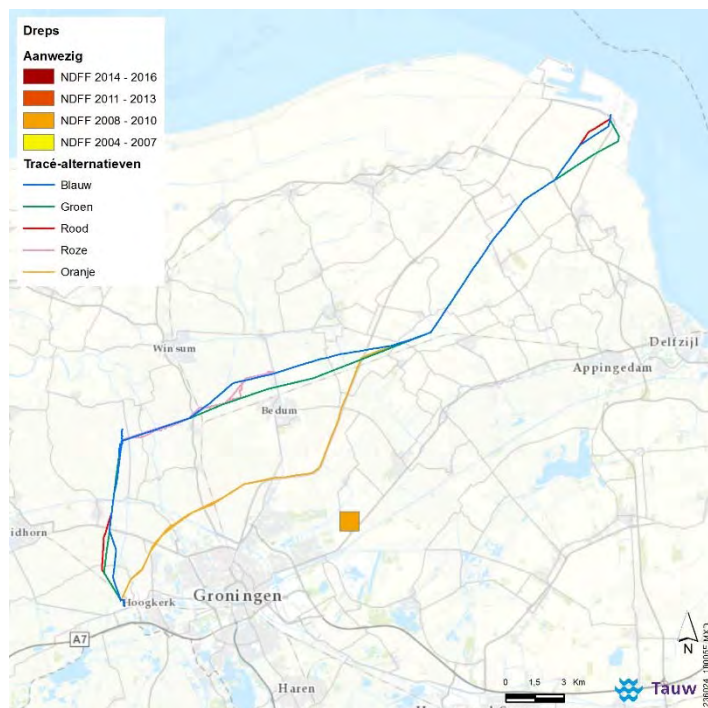 Dreps
Aanwezig
NDFF 2014 - 2016
NDFF 2011 - 2013
NDFF 2008 - 2010
NDFF 2004 - 2007
Tracé-alternatieven
Blauw
Groen
Rood
Roze
Oranje
Winsum
Delfzijl
Appingedam
Bedum
idhorn
Groningen
Hoogkerk
A7
Haren
N
0 1,5 3 Km
Tauw